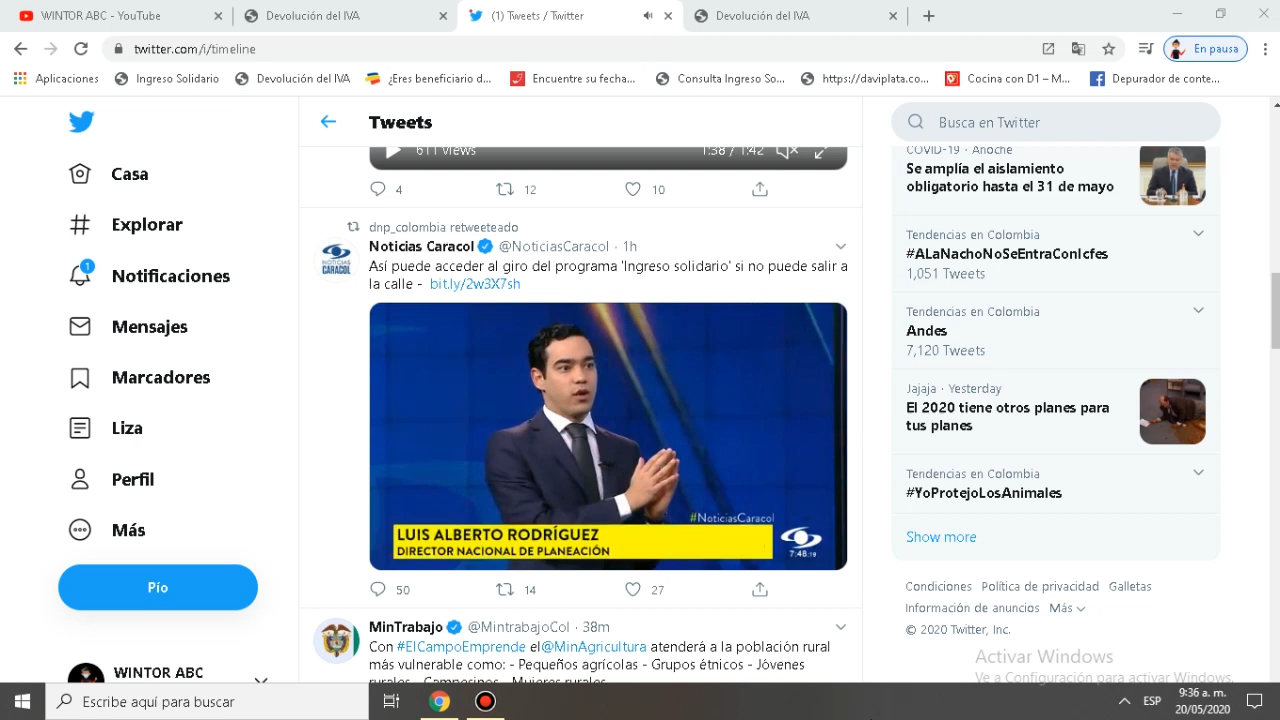 WINTOR ABC - YouTube
Devolución del IVA
(1) Tweets / Twitter
Devolución del IVA
twitter.com/i/timeline
En pausa
Aplicaciones
Ingreso Solidario
Devolución del IVA
¿Eres beneficiario d...
Encuentre su fecha...
Consulta Ingreso So...
https://daviplata.co...
Cocina con D1 – M...
Depurador de conte...
Casa
Explorar
1
Notificaciones
Mensajes
Marcadores
Liza
Perfil
Más
Pío
WINTOR ABC
Tweets
611 views
1:38 / 1:42
4
12
10
dnp_colombia retweeteado
Noticias Caracol @NoticiasCaracol · 1h
Así puede acceder al giro del programa 'Ingreso solidario' si no puede salir a
la calle - bit.ly/2w3X7sh
NOTICIAS
CARACOL
#NoticiasCaracol
LUIS ALBERTO RODRÍGUEZ
DIRECTOR NACIONAL DE PLANEACIÓN
7:48:19
50
14
27
MinTrabajo @MintrabajoCol · 38m
Con #ElCampoEmprende el@MinAgricultura atenderá a la población rural
más vulnerable como: - Pequeños agrícolas - Grupos étnicos - Jóvenes
rurales - Campesinos - Mujeres rurales
Busca en Twitter
COVID-19 · Anoche
Se amplía el aislamiento
obligatorio hasta el 31 de mayo
Tendencias en Colombia
#ALaNachoNoSeEntraConIcfes
1,051 Tweets
Tendencias en Colombia
Andes
7,120 Tweets
Jajaja · Yesterday
El 2020 tiene otros planes para
tus planes
Tendencias en Colombia
#YoProtejoLosAnimales
Show more
Condiciones Política de privacidad Galletas
Información de anuncios Más
© 2020 Twitter, Inc.
Activar Windows
Ve a Configuración para activar Windows.
Escribe aquí para buscar
ESP
9:36 a. m.
20/05/2020